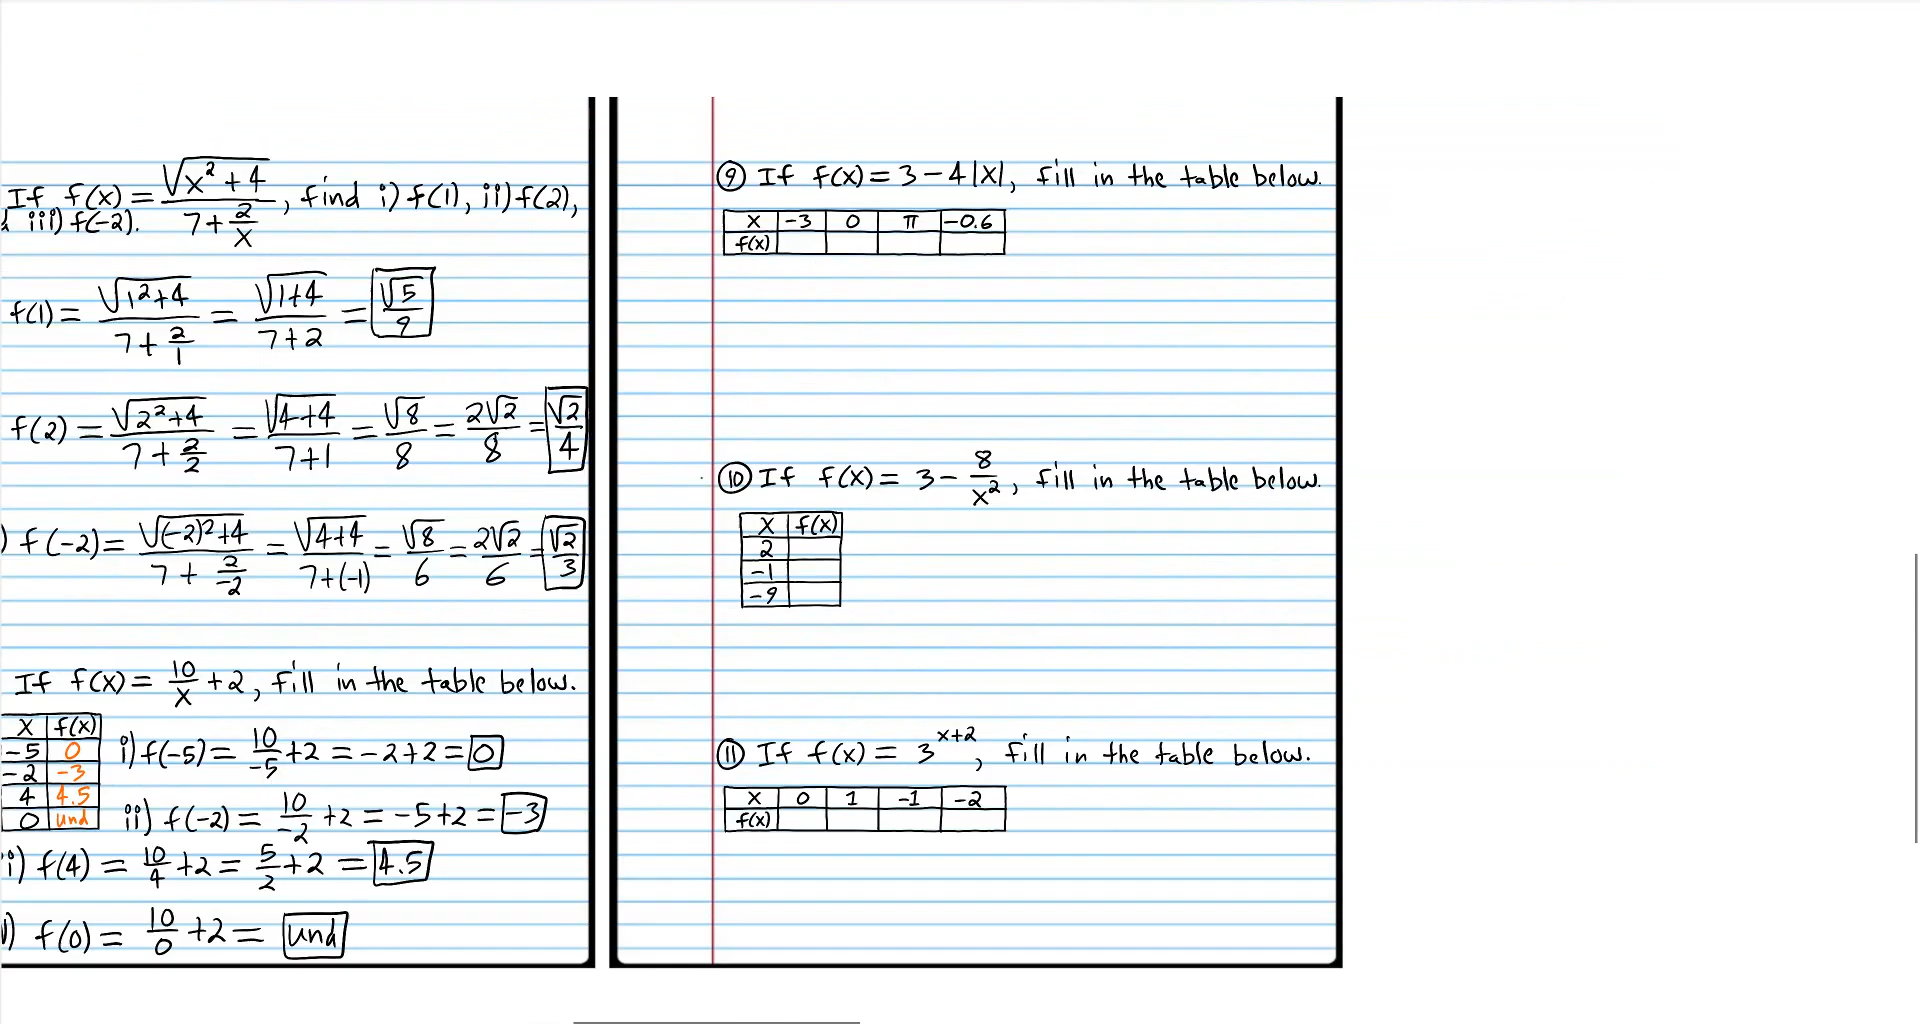 If f(x) = √(x² + 4) / (7 + 2/x), find i) f(1), ii) f(2),
iii) f(-2).
f(1) = √(1²+4) / (7 + 2/1) = √(1+4) / (7+2) = √5/9
f(2) = √(2²+4) / (7 + 2/2) = √(4+4) / (7+1) = √8/8 = 2√2/8 = √2/4
) f(-2) = √((-2)²+4) / (7 + 2/-2) = √(4+4) / (7+(-1)) = √8/6 = 2√2/6 = √2/3
If f(x) = 10/x + 2, fill in the table below.
x f(x)
-5 0
-2 -3
4 4.5
0 und
i) f(-5) = 10/-5 + 2 = -2+2 = 0
ii) f(-2) = 10/-2 + 2 = -5+2 = -3
i) f(4) = 10/4 + 2 = 5/2 + 2 = 4.5
) f(0) = 10/0 + 2 = und
⑨ If f(x) = 3 - 4|x|, fill in the table below.
x -3 0 π -0.6
f(x)
⑩ If f(x) = 3 - 8/x², fill in the table below.
x f(x)
2
-1
-9
⑪ If f(x) = 3^(x+2), fill in the table below.
x 0 1 -1 -2
f(x)